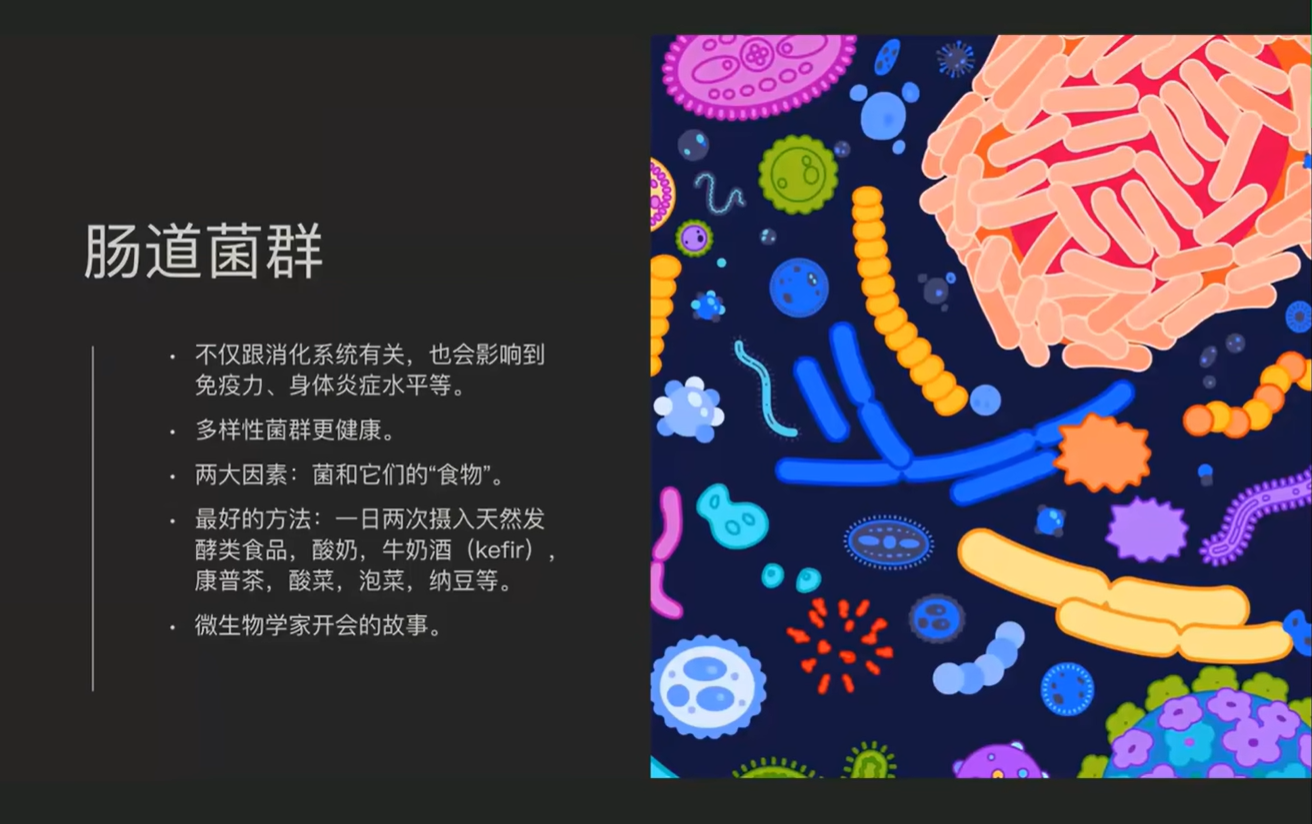 肠道菌群
· 不仅跟消化系统有关，也会影响到
免疫力、身体炎症水平等。
· 多样性菌群更健康。
· 两大因素：菌和它们的“食物”。
· 最好的方法：一日两次摄入天然发
酵类食品，酸奶，牛奶酒（kefir），
康普茶，酸菜，泡菜，纳豆等。
· 微生物学家开会的故事。